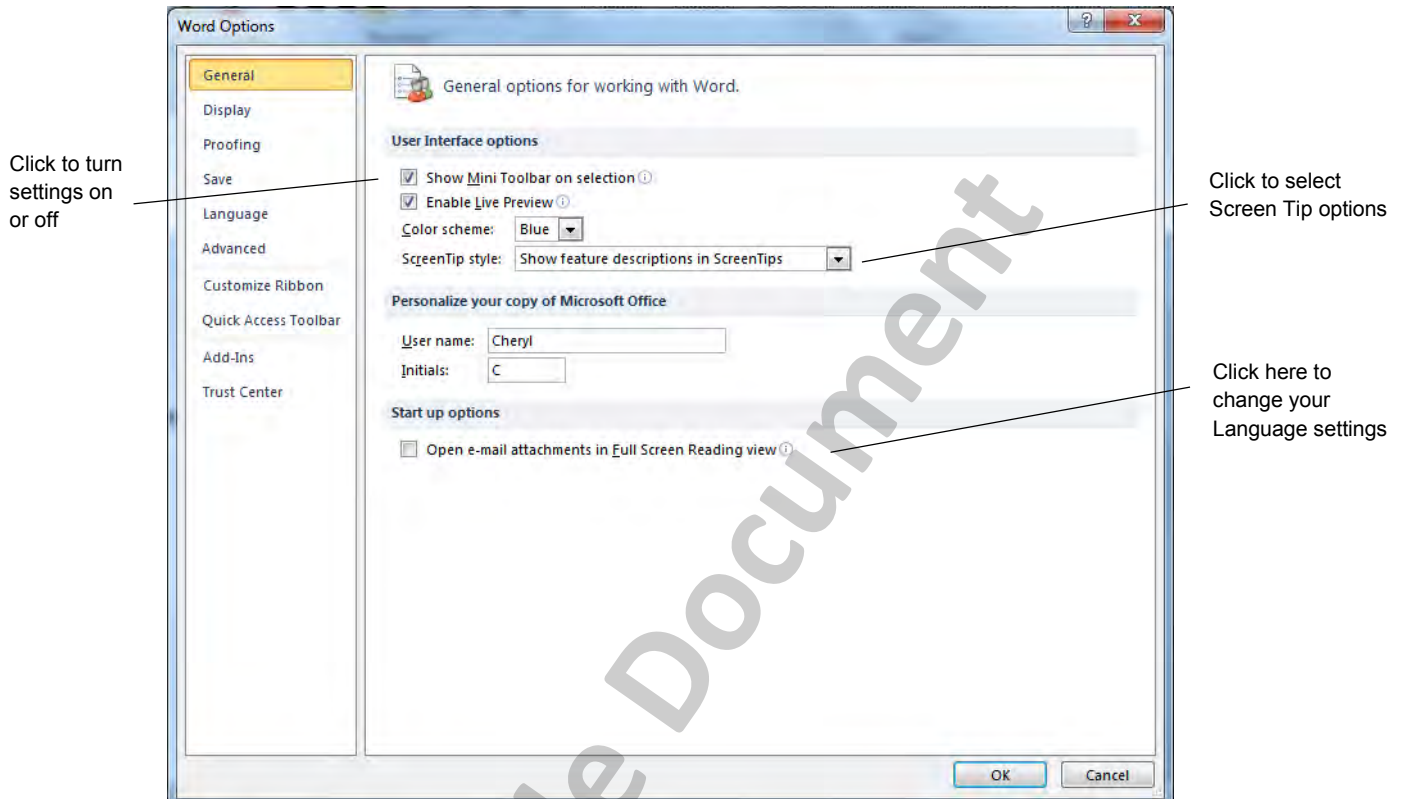 Word Options
General
Display
Proofing
Save
Language
Advanced
Customize Ribbon
Quick Access Toolbar
Add-Ins
Trust Center
General options for working with Word.
User Interface options
Show Mini Toolbar on selection
Enable Live Preview
Color scheme: Blue
ScreenTip style: Show feature descriptions in ScreenTips
Personalize your copy of Microsoft Office
User name: Cheryl
Initials: C
Start up options
Open e-mail attachments in Full Screen Reading view
OK Cancel
Click to turn
settings on
or off
Click to select
Screen Tip options
Click here to
change your
Language settings
le Document